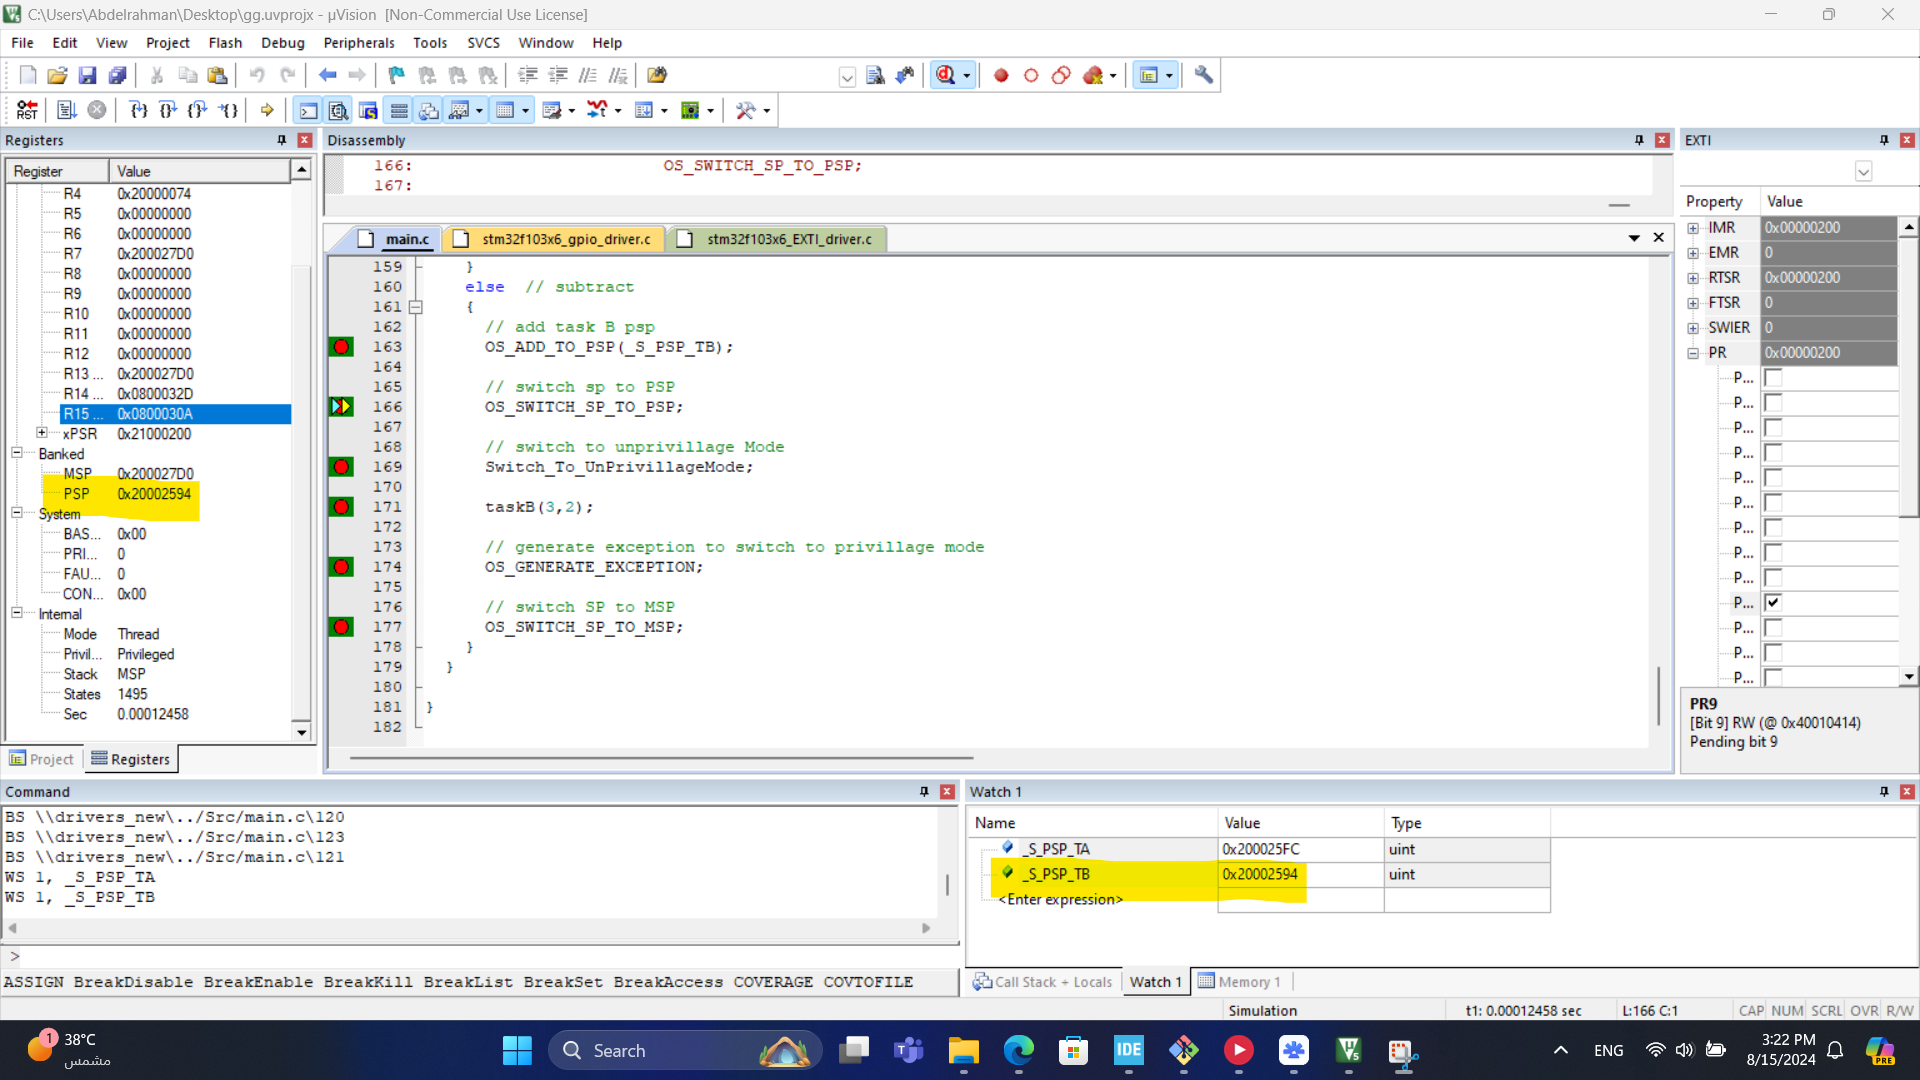 C:\Users\Abdelrahman\Desktop\gg.uvprojx - µVision  [Non-Commercial Use License]
File Edit View Project Flash Debug Peripherals Tools SVCS Window Help
RST
Registers
Register Value
R4 0x20000074
R5 0x00000000
R6 0x00000000
R7 0x200027D0
R8 0x00000000
R9 0x00000000
R10 0x00000000
R11 0x00000000
R12 0x00000000
R13 ... 0x200027D0
R14 ... 0x0800032D
R15 ... 0x0800030A
xPSR 0x21000200
Banked
MSP 0x200027D0
PSP 0x20002594
System
BAS... 0x00
PRI... 0
FAU... 0
CON... 0x00
Internal
Mode Thread
Privil... Privileged
Stack MSP
States 1495
Sec 0.00012458
Project Registers
Disassembly
166: OS_SWITCH_SP_TO_PSP;
167:
main.c stm32f103x6_gpio_driver.c stm32f103x6_EXTI_driver.c
159 }
160 else // subtract
161 {
162 // add task B psp
163 OS_ADD_TO_PSP(_S_PSP_TB);
164
165 // switch sp to PSP
166 OS_SWITCH_SP_TO_PSP;
167
168 // switch to unprivillage Mode
169 Switch_To_UnPrivillageMode;
170
171 taskB(3,2);
172
173 // generate exception to switch to privillage mode
174 OS_GENERATE_EXCEPTION;
175
176 // switch SP to MSP
177 OS_SWITCH_SP_TO_MSP;
178 }
179 }
180
181 }
182
EXTI
Property Value
IMR 0x00000200
EMR 0
RTSR 0x00000200
FTSR 0
SWIER 0
PR 0x00000200
P...
P...
P...
P...
P...
P...
P...
P...
P...
P...
P...
P...
P...
PR9
[Bit 9] RW (@ 0x40010414)
Pending bit 9
Command
BS \\drivers_new\../Src/main.c\120
BS \\drivers_new\../Src/main.c\123
BS \\drivers_new\../Src/main.c\121
WS 1, _S_PSP_TA
WS 1, _S_PSP_TB
>
ASSIGN BreakDisable BreakEnable BreakKill BreakList BreakSet BreakAccess COVERAGE COVTOFILE
Watch 1
Name Value Type
_S_PSP_TA 0x200025FC uint
_S_PSP_TB 0x20002594 uint
<Enter expression>
Call Stack + Locals Watch 1 Memory 1
Simulation t1: 0.00012458 sec L:166 C:1 CAP NUM SCRL OVR R/W
1
38°C
مشمس
Search
IDE
ENG
3:22 PM
8/15/2024
PRE